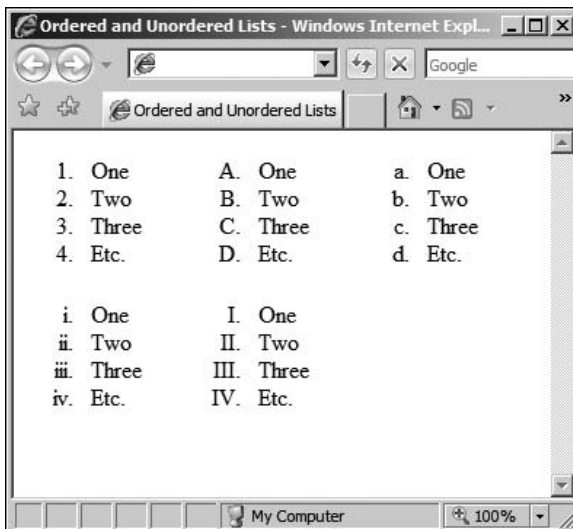 Ordered and Unordered Lists - Windows Internet Expl...
Google
Ordered and Unordered Lists
»
1. One A. One a. One
2. Two B. Two b. Two
3. Three C. Three c. Three
4. Etc. D. Etc. d. Etc.
i. One I. One
ii. Two II. Two
iii. Three III. Three
iv. Etc. IV. Etc.
My Computer 100%